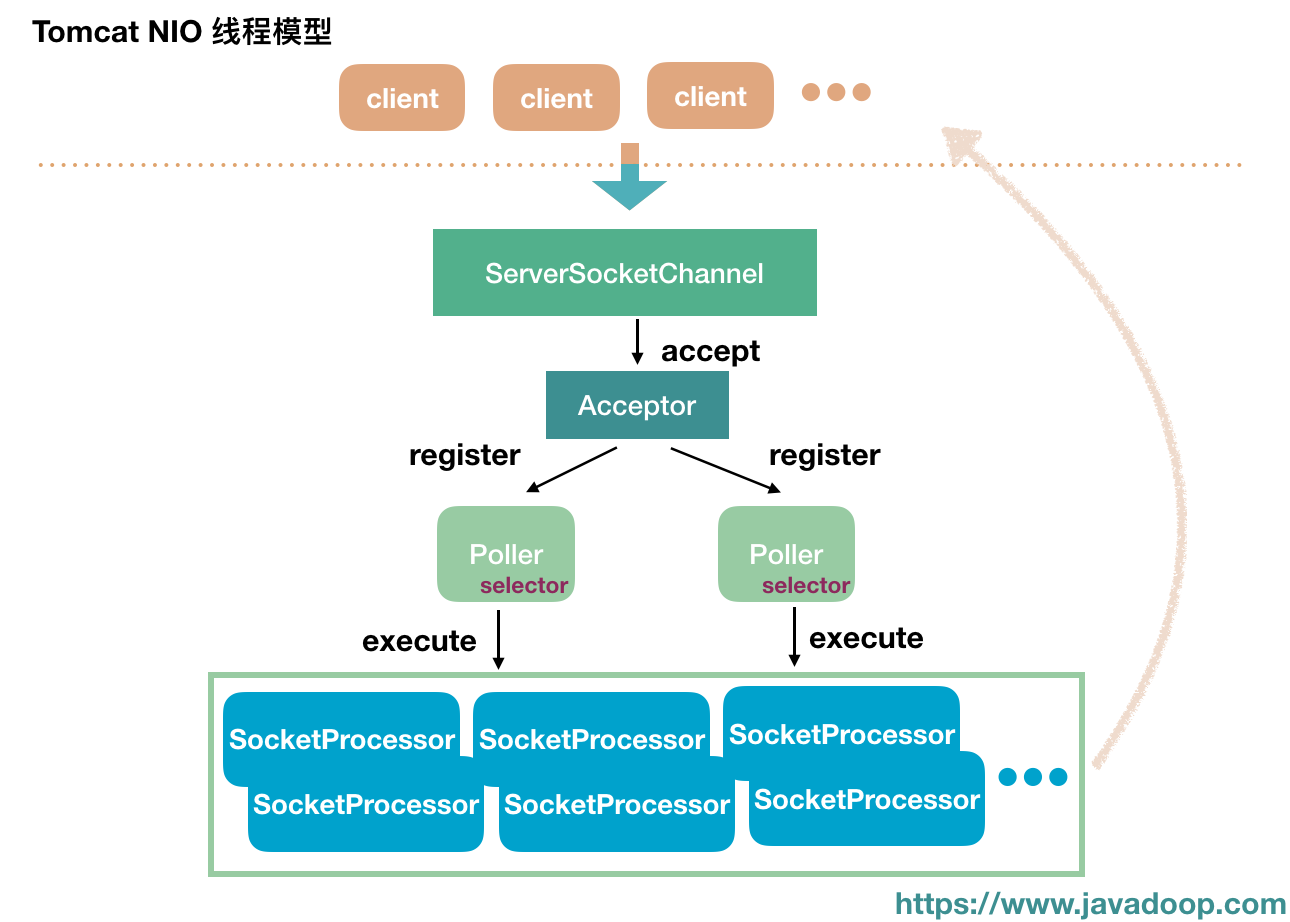 Tomcat NIO 线程模型
client
client
client
ServerSocketChannel
accept
Acceptor
register
register
Poller
selector
Poller
selector
execute
execute
SocketProcessor
SocketProcessor
SocketProcessor
SocketProcessor
SocketProcessor
SocketProcessor
https://www.javadoop.com